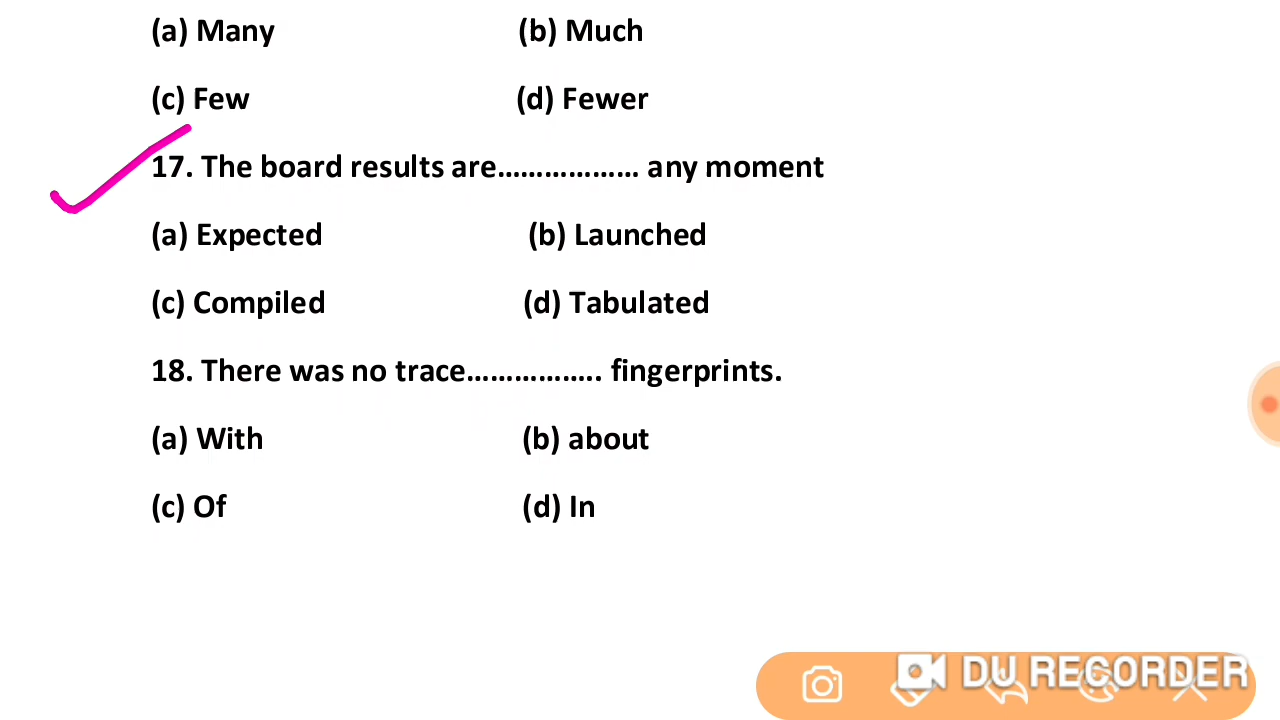 (a) Many (b) Much
(c) Few (d) Fewer
17. The board results are……………… any moment
(a) Expected (b) Launched
(c) Compiled (d) Tabulated
18. There was no trace…………….. fingerprints.
(a) With (b) about
(c) Of (d) In
DU RECORDER